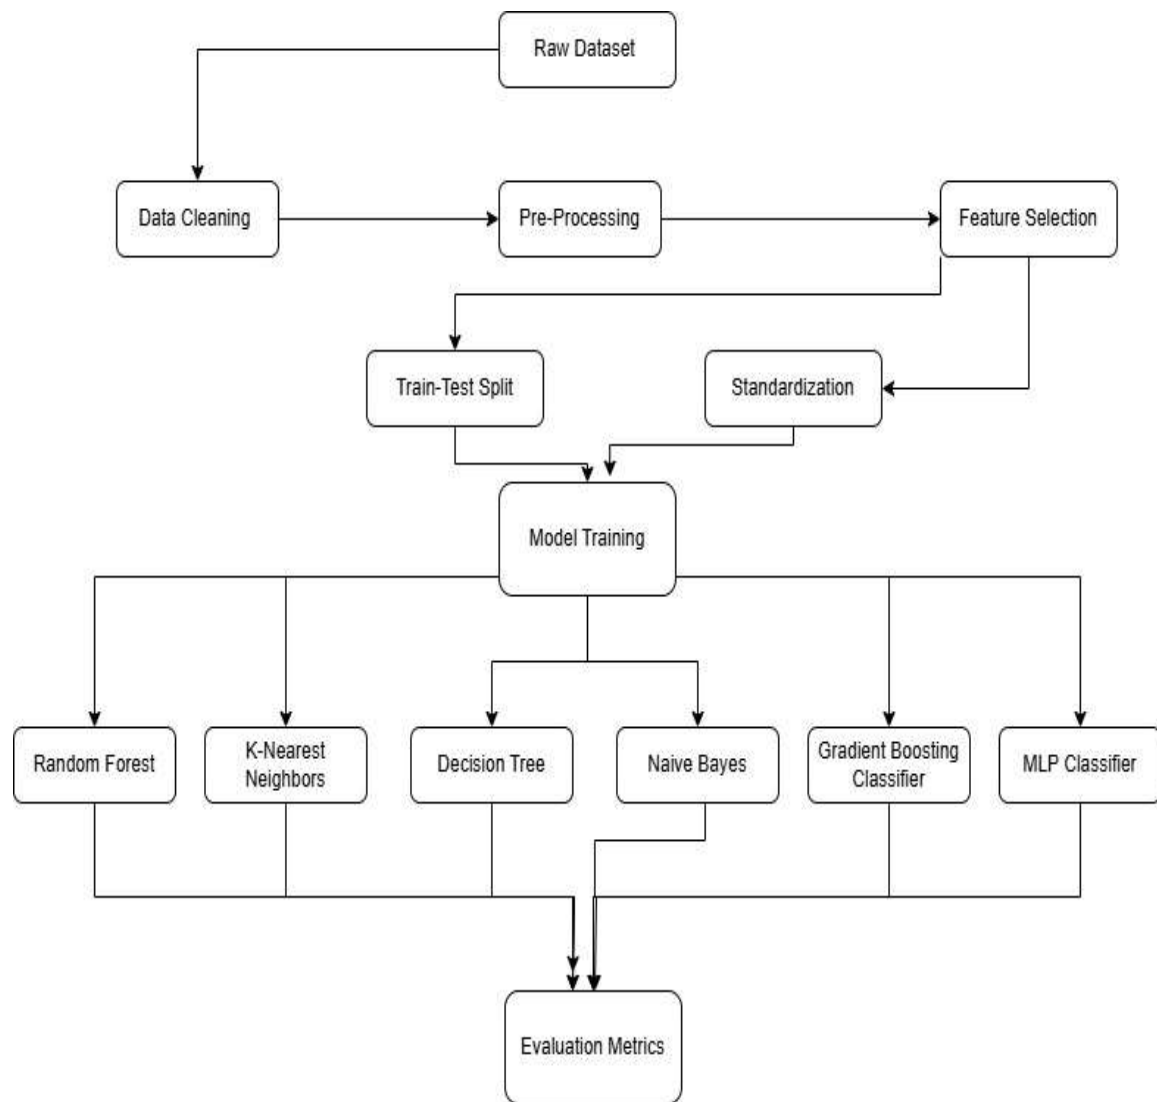 Raw Dataset
Data Cleaning
Pre-Processing
Feature Selection
Train-Test Split
Standardization
Model Training
Random Forest
K-Nearest
Neighbors
Decision Tree
Naive Bayes
Gradient Boosting
Classifier
MLP Classifier
Evaluation Metrics